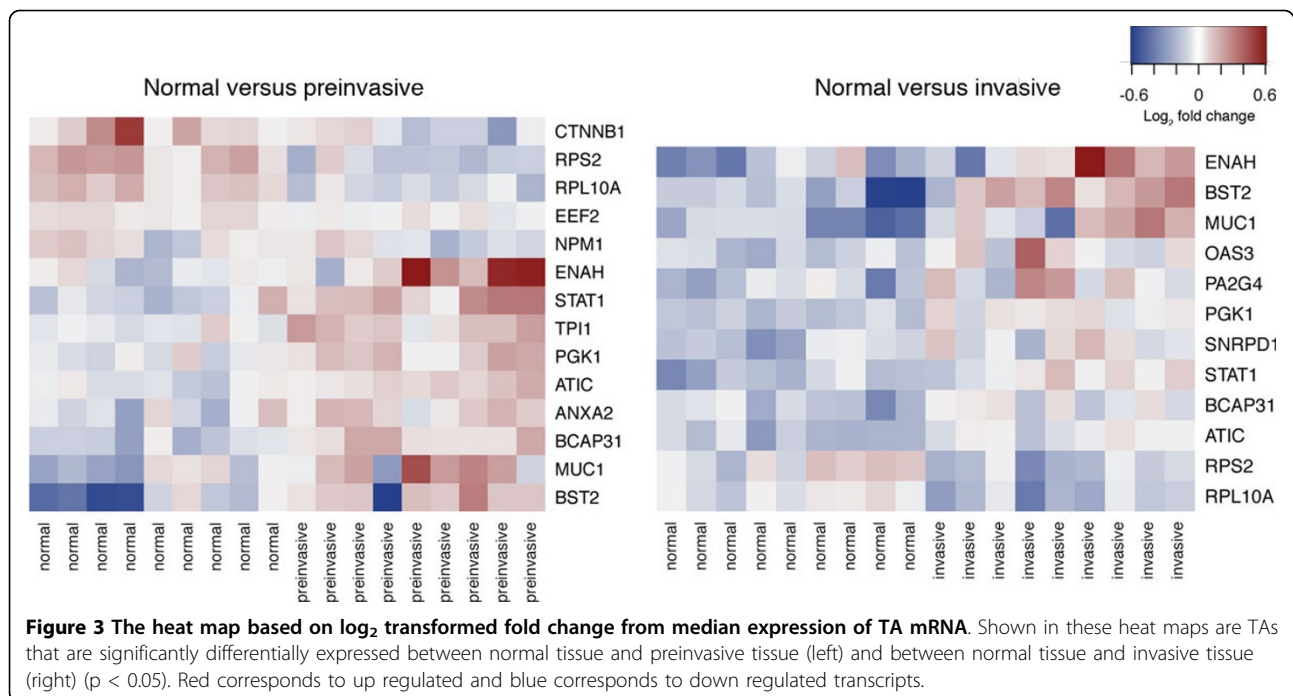 -0.6 0 0.6
Log2 fold change
Normal versus preinvasive
CTNNB1
RPS2
RPL10A
EEF2
NPM1
ENAH
STAT1
TPI1
PGK1
ATIC
ANXA2
BCAP31
MUC1
BST2
normal normal normal normal normal normal normal normal normal preinvasive preinvasive preinvasive preinvasive preinvasive preinvasive preinvasive preinvasive preinvasive
Normal versus invasive
ENAH
BST2
MUC1
OAS3
PA2G4
PGK1
SNRPD1
STAT1
BCAP31
ATIC
RPS2
RPL10A
normal normal normal normal normal normal normal normal normal invasive invasive invasive invasive invasive invasive invasive invasive invasive
Figure 3 The heat map based on log2 transformed fold change from median expression of TA mRNA. Shown in these heat maps are TAs
that are significantly differentially expressed between normal tissue and preinvasive tissue (left) and between normal tissue and invasive tissue
(right) (p < 0.05). Red corresponds to up regulated and blue corresponds to down regulated transcripts.